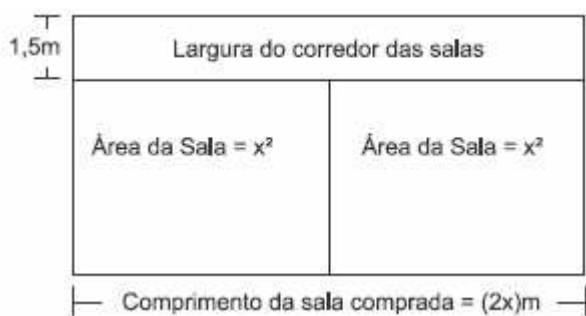 1,5m
Largura do corredor das salas
Área da Sala = x²
Área da Sala = x²
Comprimento da sala comprada = (2x)m